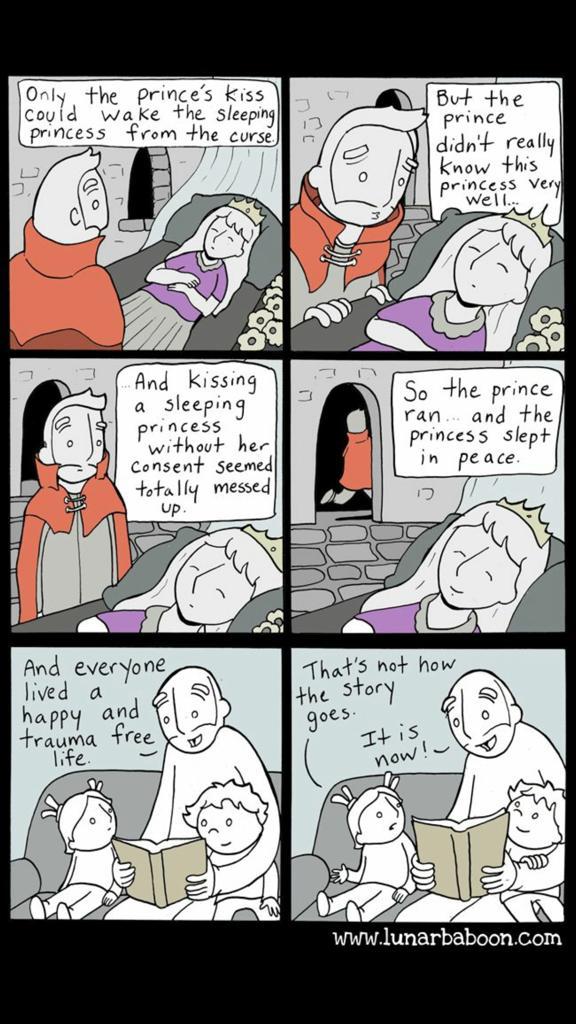 Only the prince's kiss
could wake the sleeping
princess from the curse.
But the
prince
didn't really
know this
princess very
well...
...And kissing
a sleeping
princess
without her
consent seemed
totally messed
up.
So the prince
ran... and the
princess slept
in peace.
And everyone
lived a
happy and
trauma free
life.
That's not how
the story
goes.
It is
now!
www.lunarbaboon.com